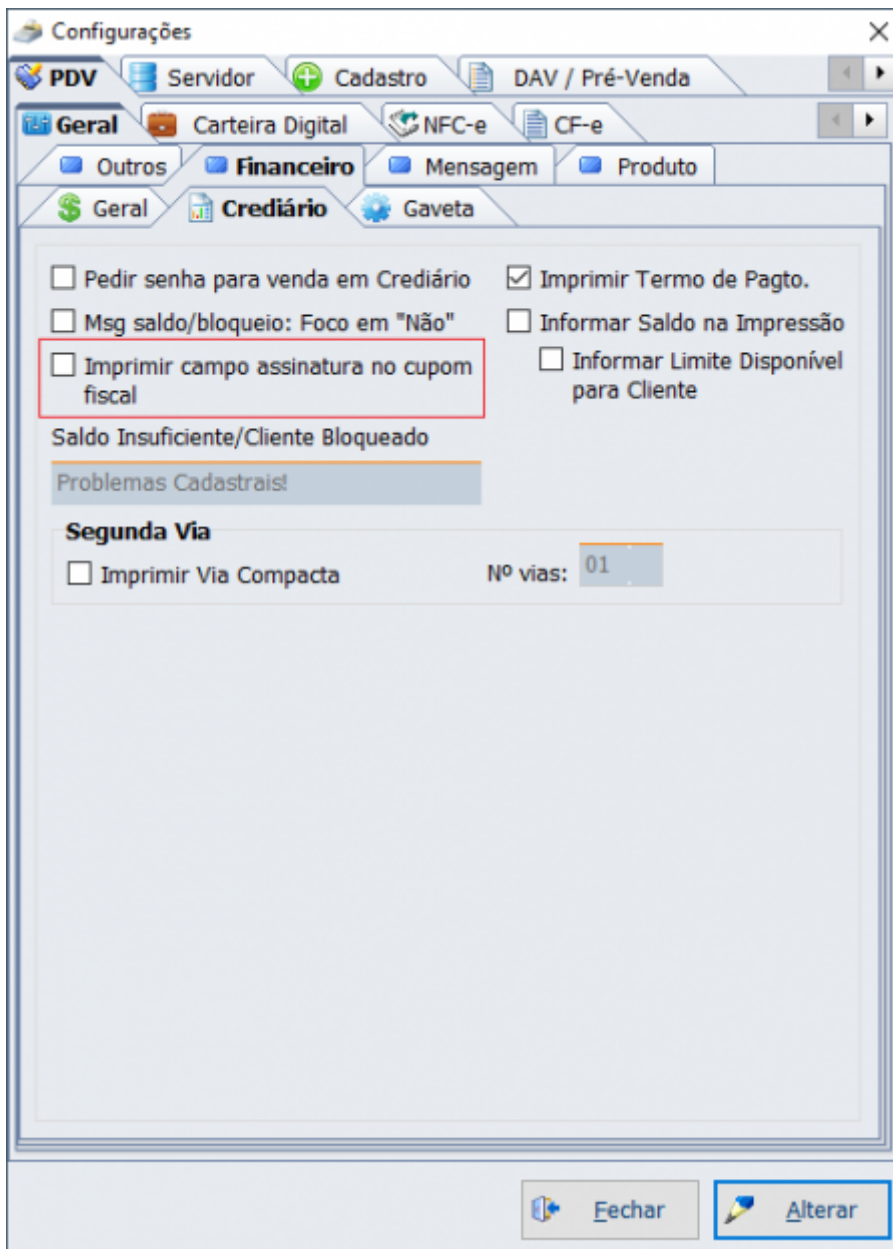 Configurações
PDV Servidor Cadastro DAV / Pré-Venda
Geral Carteira Digital NFC-e CF-e
Outros Financeiro Mensagem Produto
Geral Crediário Gaveta
Pedir senha para venda em Crediário
Imprimir Termo de Pagto.
Msg saldo/bloqueio: Foco em "Não"
Informar Saldo na Impressão
Imprimir campo assinatura no cupom
fiscal
Informar Limite Disponível
para Cliente
Saldo Insuficiente/Cliente Bloqueado
Problemas Cadastrais!
Segunda Via
Imprimir Via Compacta
Nº vias: 01
Fechar Alterar